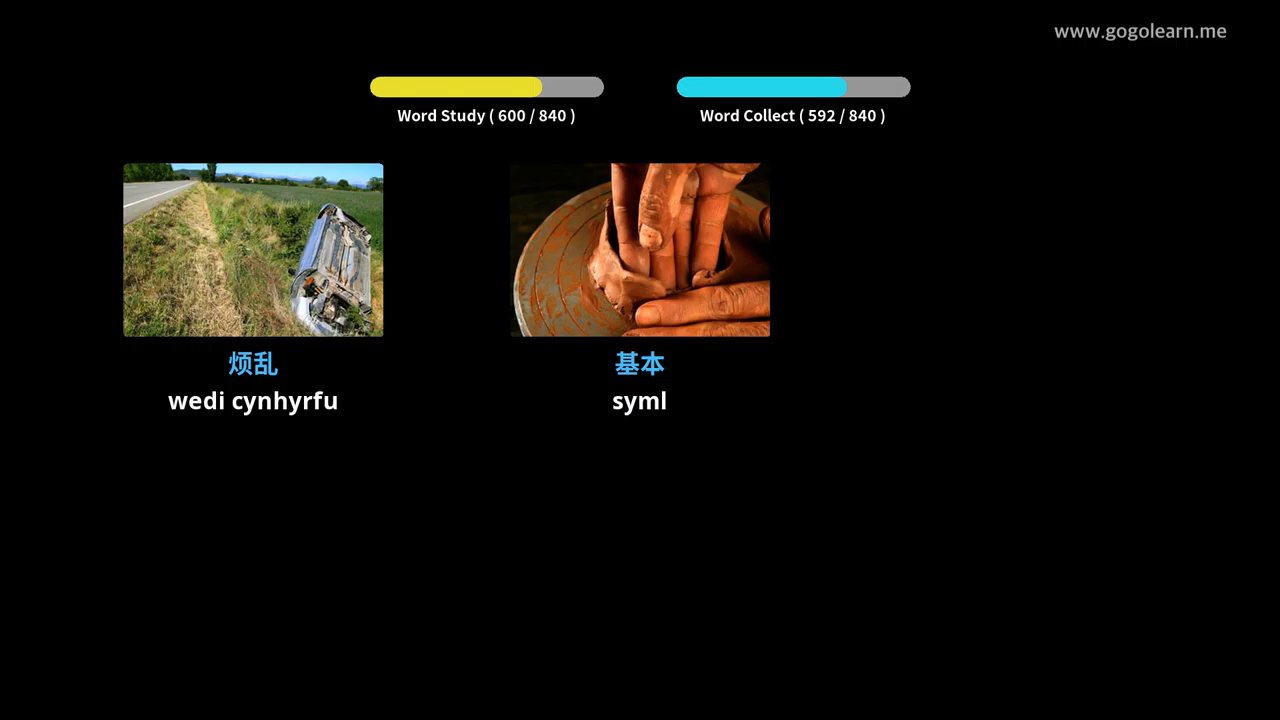 www.gogolearn.me
Word Study ( 600 / 840 )
Word Collect ( 592 / 840 )
烦乱
wedi cynhyrfu
基本
syml